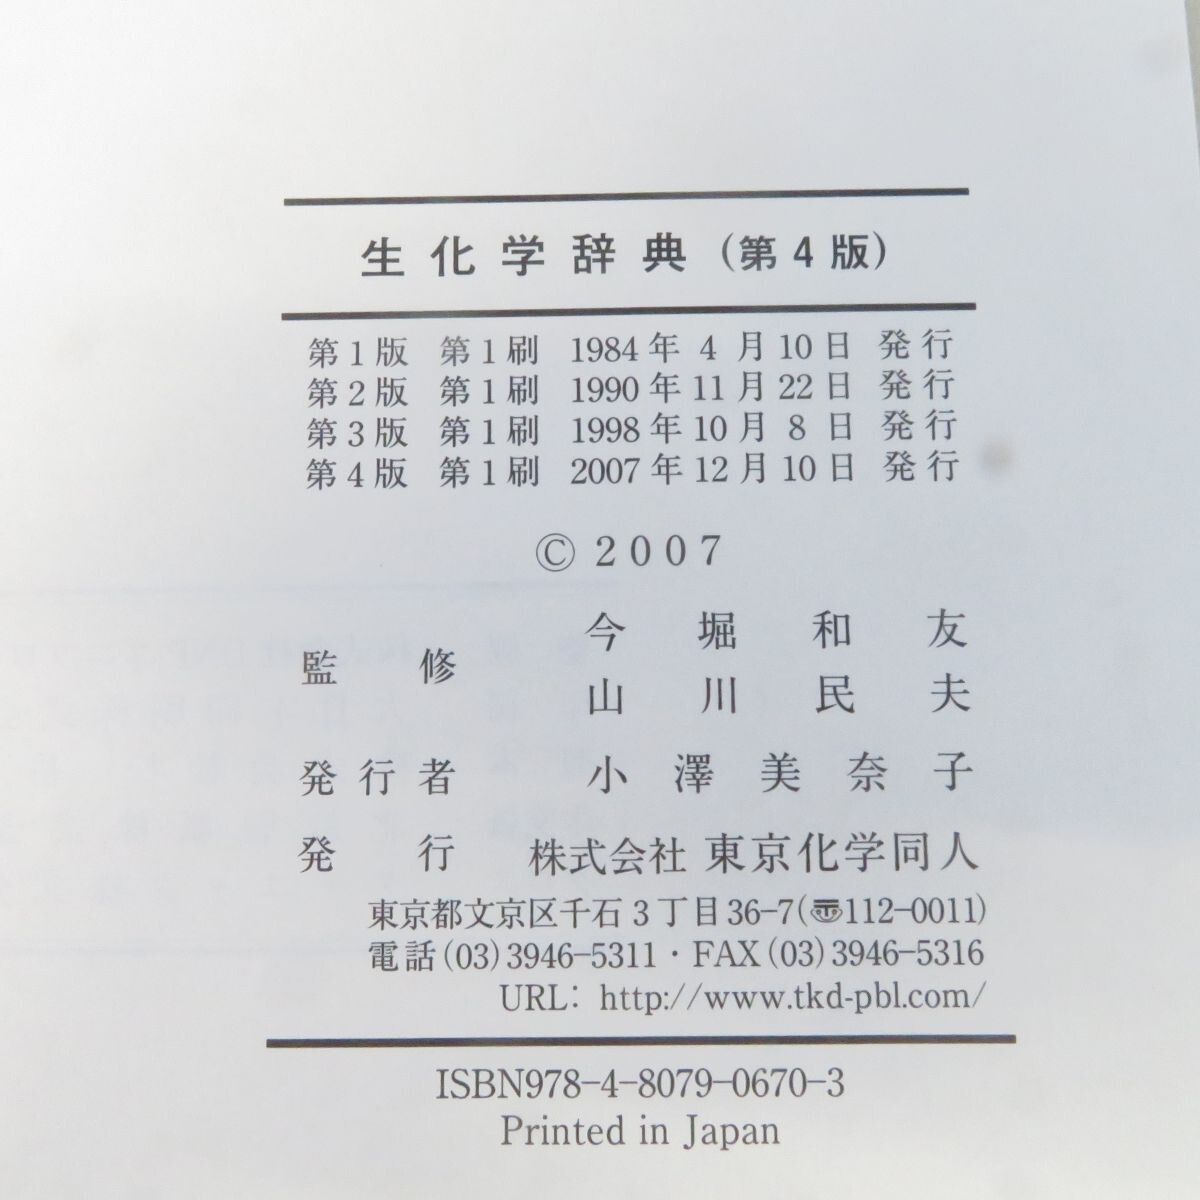 生化学辞典(第4版)
第1版 第1刷 1984年 4 月10日 発行
第2版 第1刷 1990年11月22日 発行
第3版 第1刷 1998年10月 8 日 発行
第4版 第1刷 2007年12月10日 発行
© 2007
監修 今堀和友
山川民夫
発行者 小澤美奈子
発行 株式会社 東京化学同人
東京都文京区千石3丁目36-7(〠112-0011)
電話(03)3946-5311・FAX(03)3946-5316
URL: http://www.tkd-pbl.com/
ISBN978-4-8079-0670-3
Printed in Japan